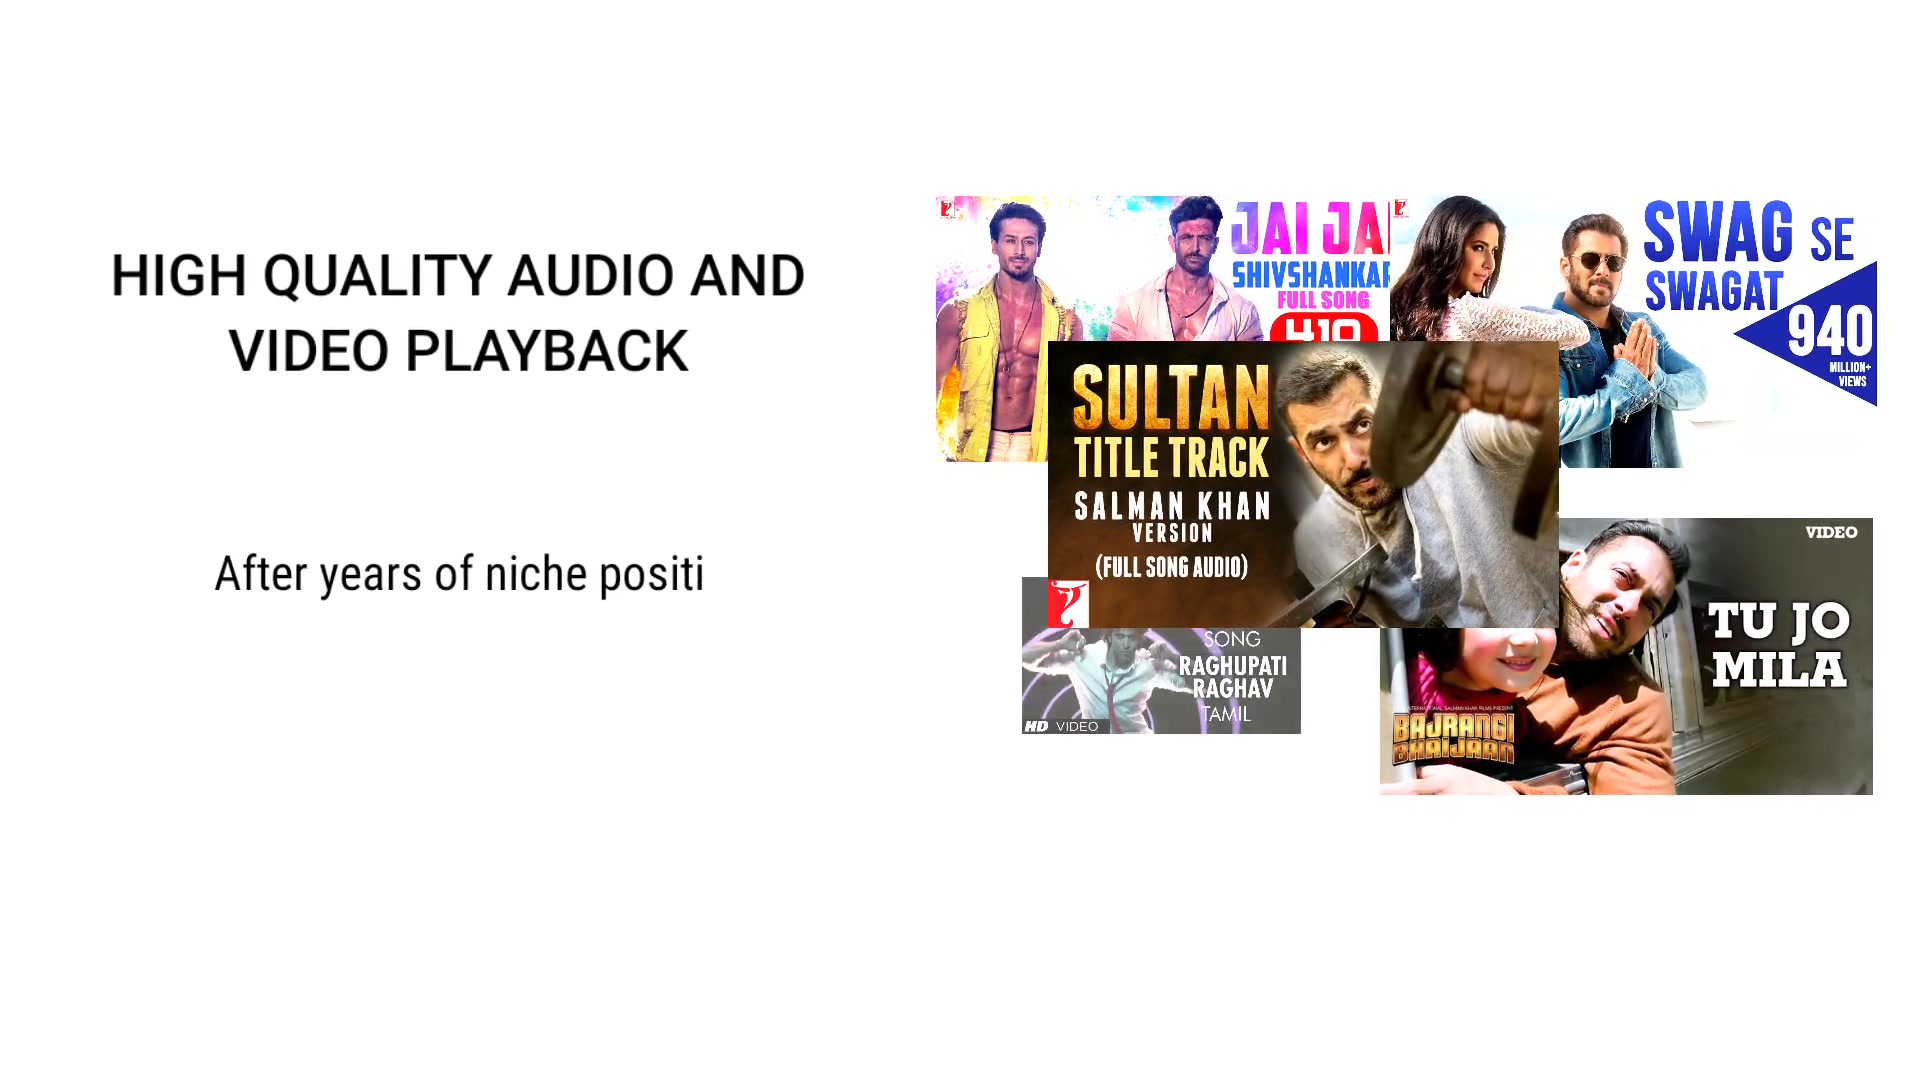 HIGH QUALITY AUDIO AND
VIDEO PLAYBACK
After years of niche positi
JAI JAI
SHIVSHANKAR
FULL SONG
410
SWAG SE
SWAGAT
940
MILLION+
VIEWS
SULTAN
TITLE TRACK
SALMAN KHAN
VERSION
(FULL SONG AUDIO)
SONG
RAGHUPATI
RAGHAV
TAMIL
HD VIDEO
VIDEO
TU JO
MILA
BAJRANGI
BHAIJAAN